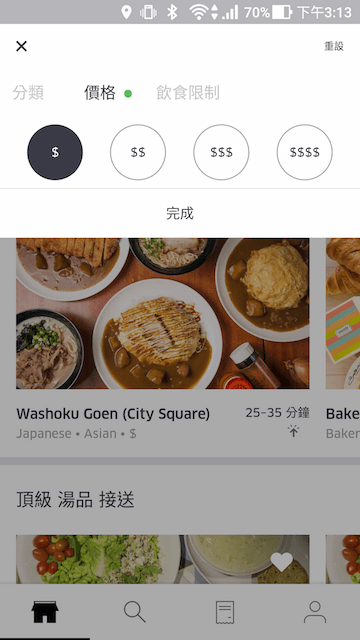 70% 下午3:13
× 重設
分類 價格 飲食限制
$ $$ $$$ $$$$
完成
Washoku Goen (City Square) 25–35 分鐘 Bake
Japanese • Asian • $ Baker
頂級 湯品 接送